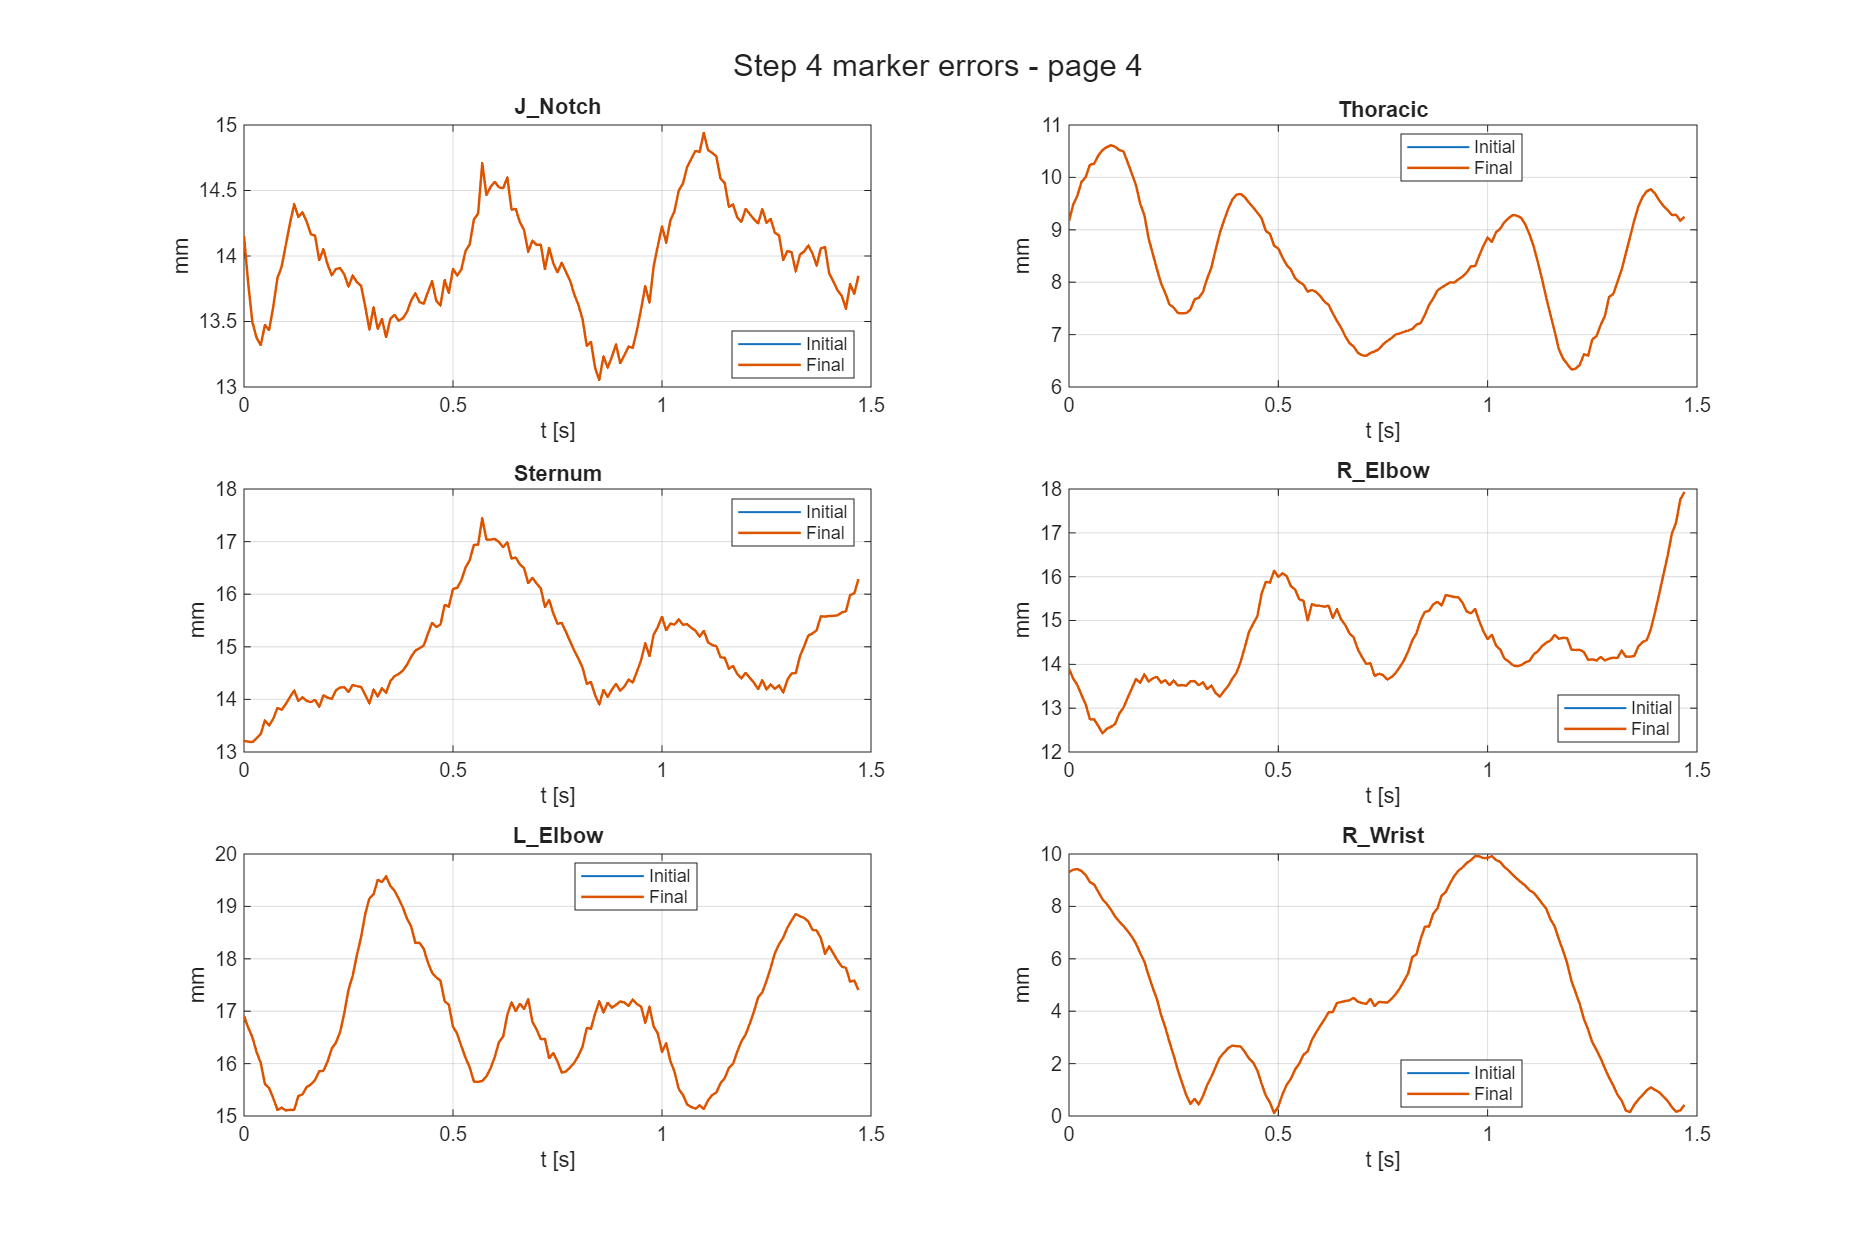 Step 4 marker errors - page 4
J_Notch
15
14.5
14
13.5
13
mm
0 0.5 1 1.5
t [s]
Initial
Final
Thoracic
11
10
9
8
7
6
mm
0 0.5 1 1.5
t [s]
Initial
Final
Sternum
18
17
16
15
14
13
mm
0 0.5 1 1.5
t [s]
Initial
Final
R_Elbow
18
17
16
15
14
13
12
mm
0 0.5 1 1.5
t [s]
Initial
Final
L_Elbow
20
19
18
17
16
15
mm
0 0.5 1 1.5
t [s]
Initial
Final
R_Wrist
10
8
6
4
2
0
mm
0 0.5 1 1.5
t [s]
Initial
Final